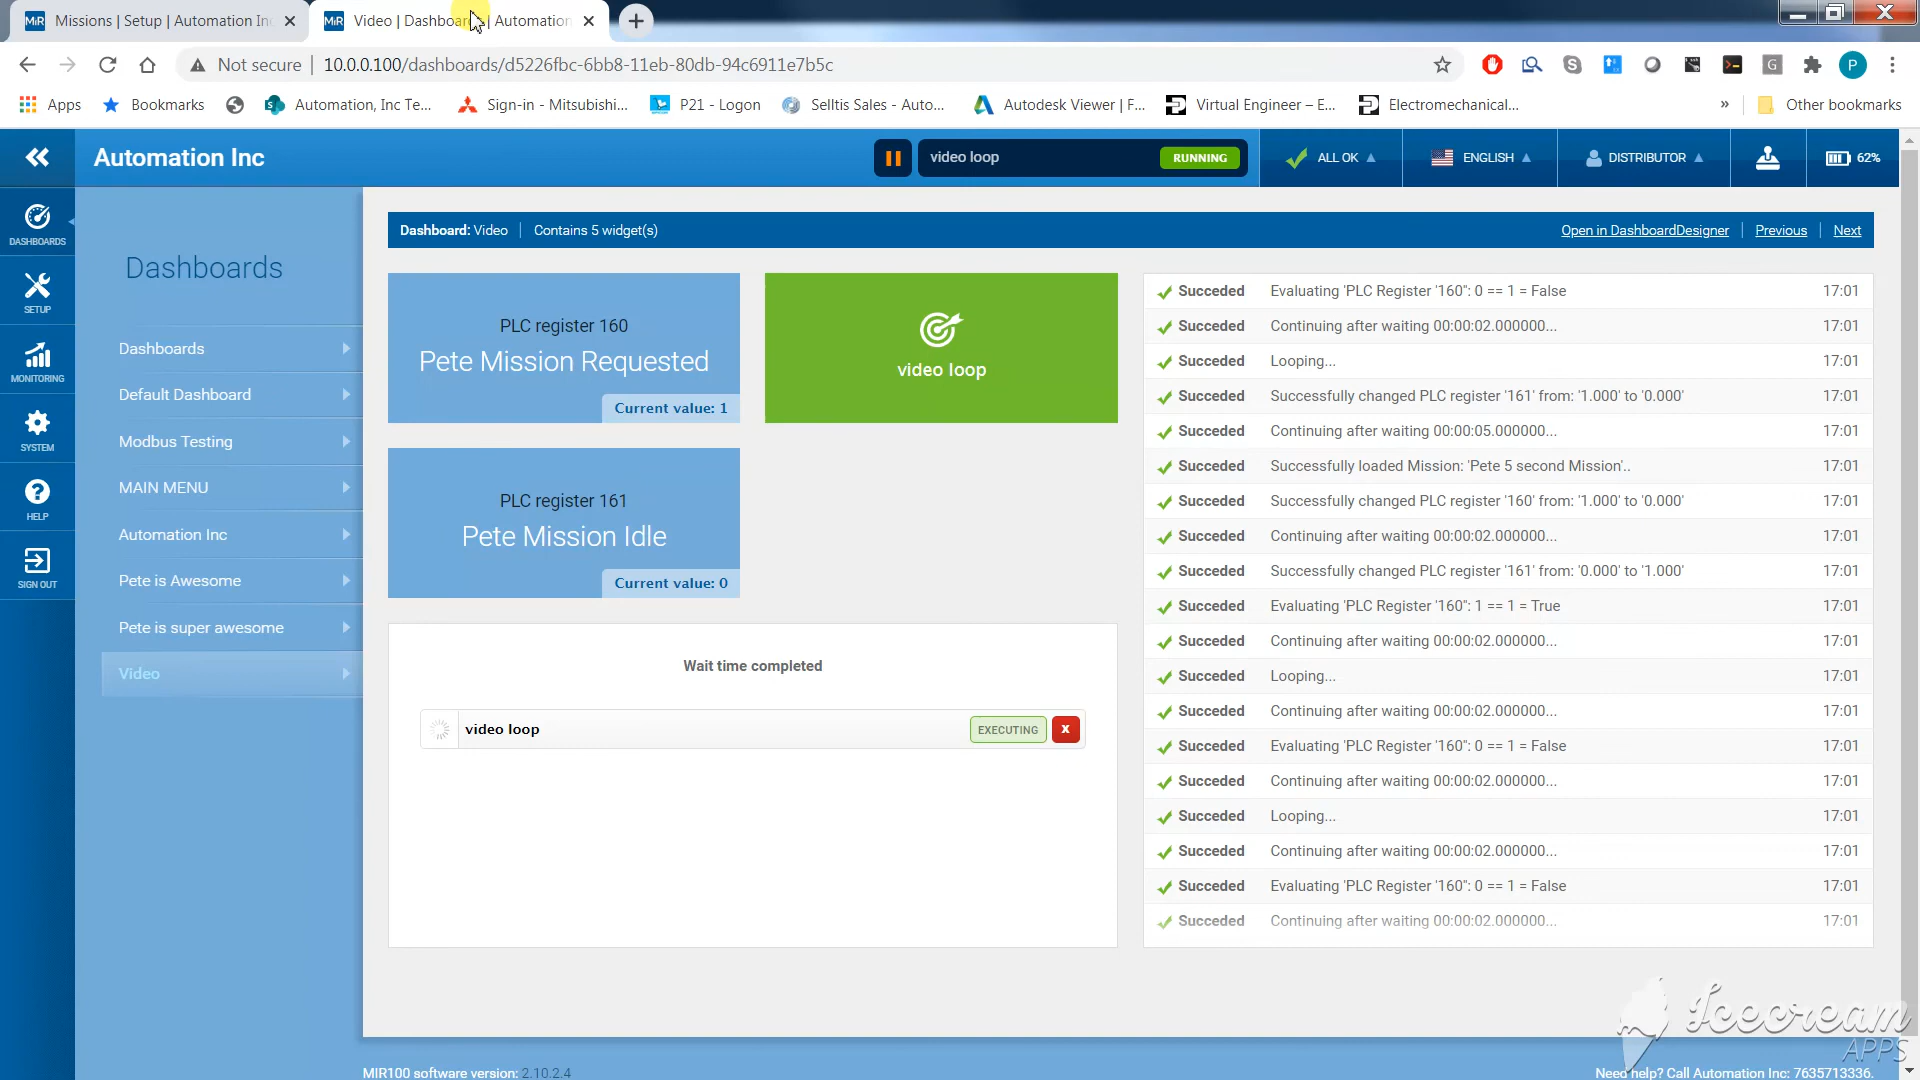 MiR Missions | Setup | Automation Inc
MiR Video | Dashboards | Automation
Not secure | 10.0.0.100/dashboards/d5226fbc-6bb8-11eb-80db-94c6911e7b5c
P
Apps Bookmarks Automation, Inc Te... Sign-in - Mitsubishi... P21 - Logon Selltis Sales - Auto... Autodesk Viewer | F... Virtual Engineer – E... Electromechanical... » Other bookmarks
Automation Inc
video loop RUNNING ALL OK ENGLISH DISTRIBUTOR 62%
DASHBOARDS
SETUP
MONITORING
SYSTEM
HELP
SIGN OUT
Dashboards
Dashboards
Default Dashboard
Modbus Testing
MAIN MENU
Automation Inc
Pete is Awesome
Pete is super awesome
Video
Dashboard: Video | Contains 5 widget(s) Open in DashboardDesigner | Previous | Next
PLC register 160
Pete Mission Requested
Current value: 1
video loop
PLC register 161
Pete Mission Idle
Current value: 0
Wait time completed
video loop EXECUTING x
Succeded Evaluating 'PLC Register '160'': 0 == 1 = False 17:01
Succeded Continuing after waiting 00:00:02.000000... 17:01
Succeded Looping... 17:01
Succeded Successfully changed PLC register '161' from: '1.000' to '0.000' 17:01
Succeded Continuing after waiting 00:00:05.000000... 17:01
Succeded Successfully loaded Mission: 'Pete 5 second Mission'.. 17:01
Succeded Successfully changed PLC register '160' from: '1.000' to '0.000' 17:01
Succeded Continuing after waiting 00:00:02.000000... 17:01
Succeded Successfully changed PLC register '161' from: '0.000' to '1.000' 17:01
Succeded Evaluating 'PLC Register '160'': 1 == 1 = True 17:01
Succeded Continuing after waiting 00:00:02.000000... 17:01
Succeded Looping... 17:01
Succeded Continuing after waiting 00:00:02.000000... 17:01
Succeded Evaluating 'PLC Register '160'': 0 == 1 = False 17:01
Succeded Continuing after waiting 00:00:02.000000... 17:01
Succeded Looping... 17:01
Succeded Continuing after waiting 00:00:02.000000... 17:01
Succeded Evaluating 'PLC Register '160'': 0 == 1 = False 17:01
Succeded Continuing after waiting 00:00:02.000000... 17:01
Icecream
APPS
MIR100 software version: 2.10.2.4
Need help? Call Automation Inc: 7635713336.